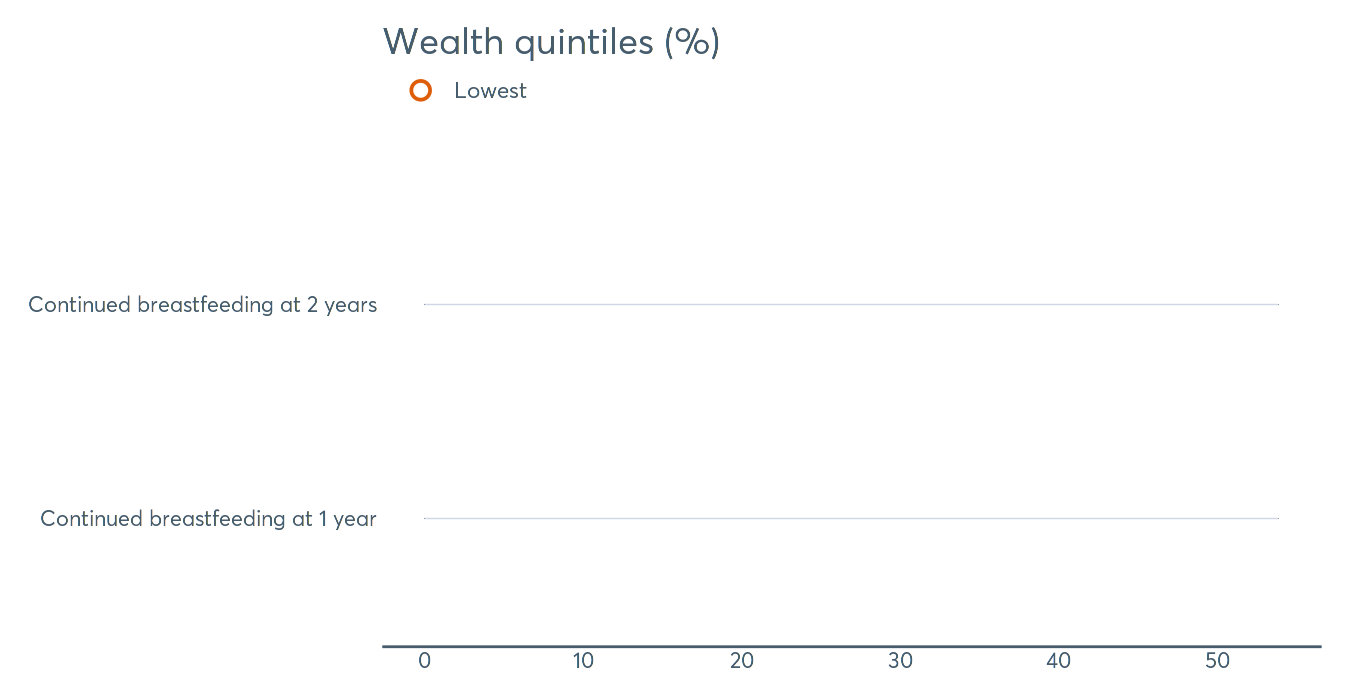 Wealth quintiles (%)
Lowest
Continued breastfeeding at 2 years
Continued breastfeeding at 1 year
0 10 20 30 40 50